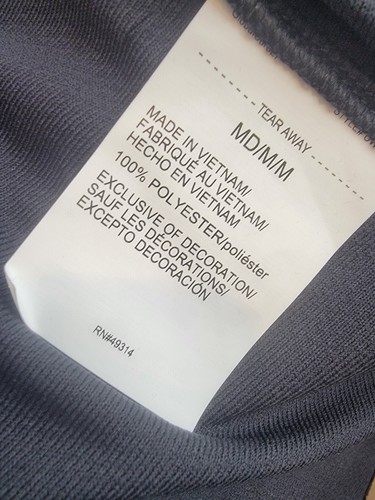 TEAR AWAY
MD/M/M
MADE IN VIETNAM/
FABRIQUÉ AU VIETNAM/
HECHO EN VIETNAM
100% POLYESTER/poliéster
EXCLUSIVE OF DECORATION/
SAUF LES DÉCORATIONS/
EXCEPTO DECORACIÓN
RN#49314